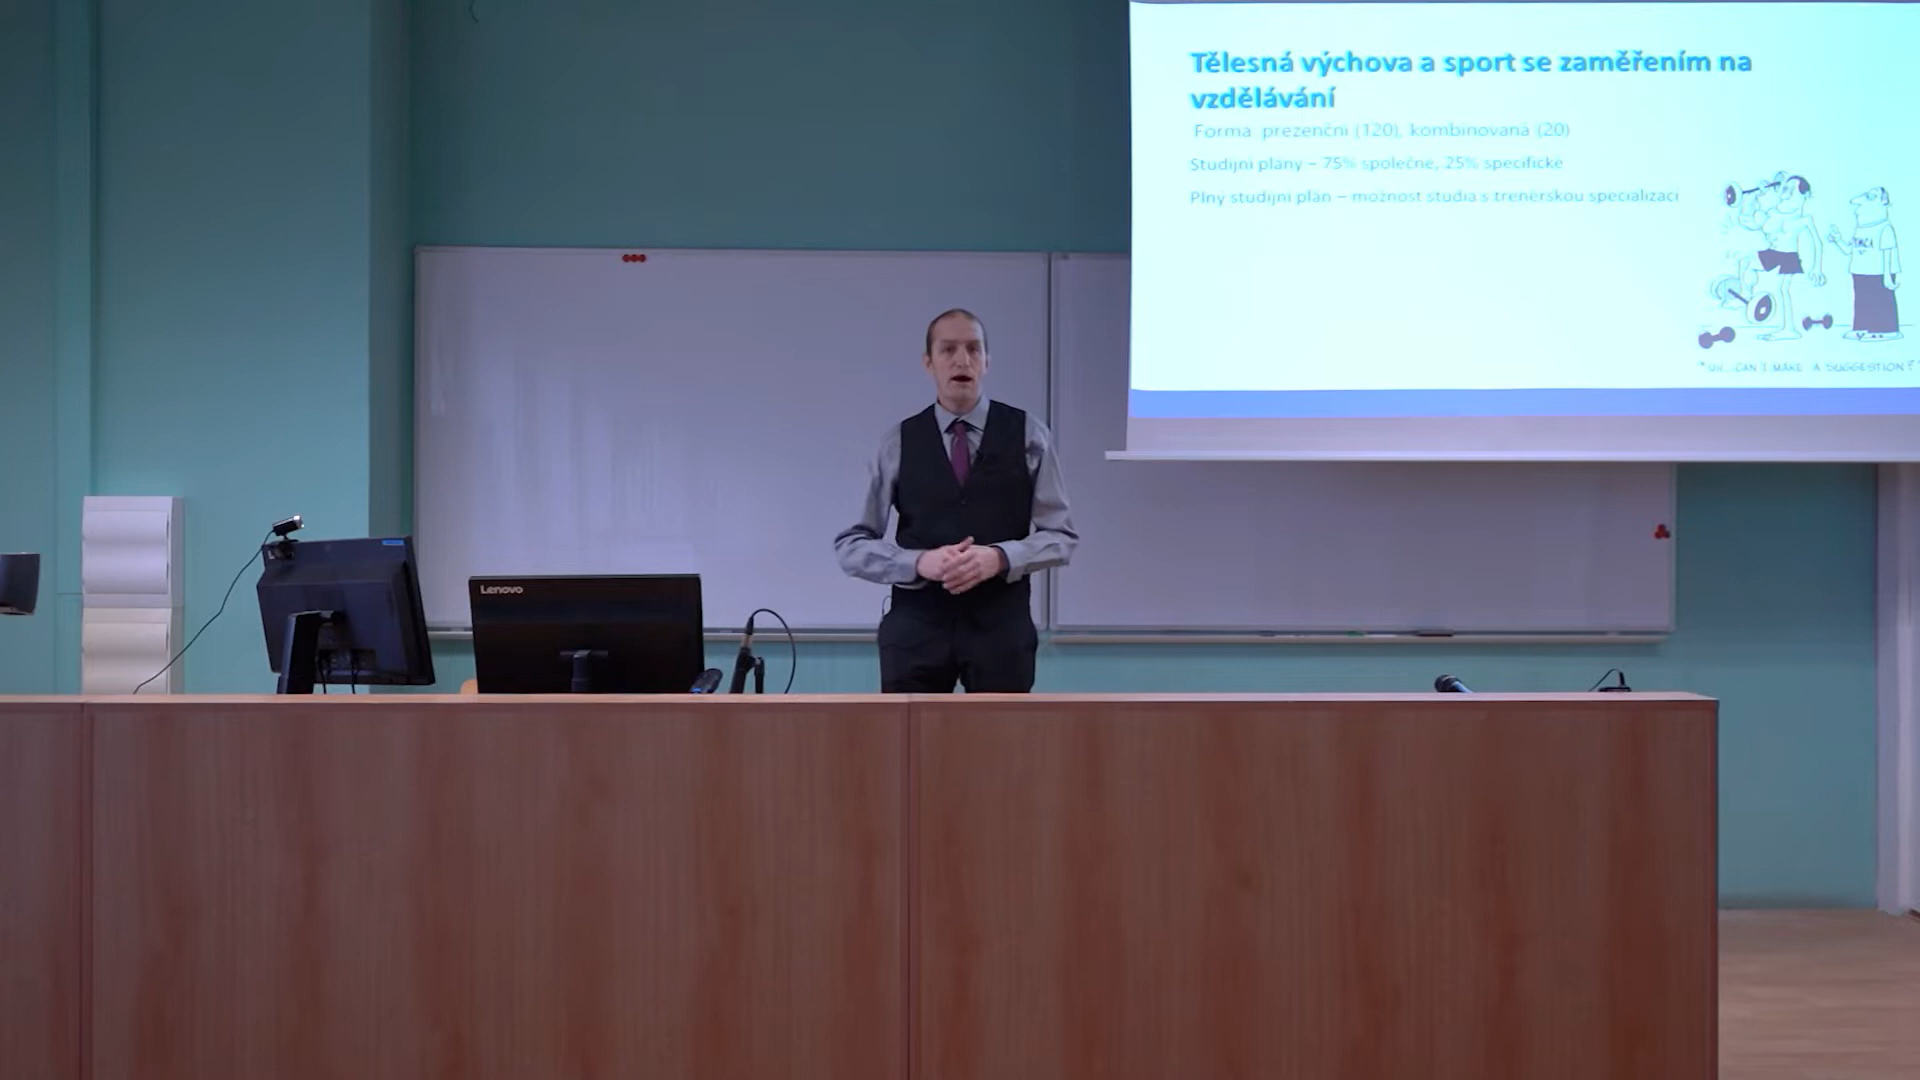 Tělesná výchova a sport se zaměřením na
vzdělávání
Forma prezenční (120), kombinovaná (20)
Studijní plány – 75% společné, 25% specifické
Plný studijní plán – možnost studia s trenérskou specializací
YMCA
"UH...CAN I MAKE A SUGGESTION?"
Lenovo